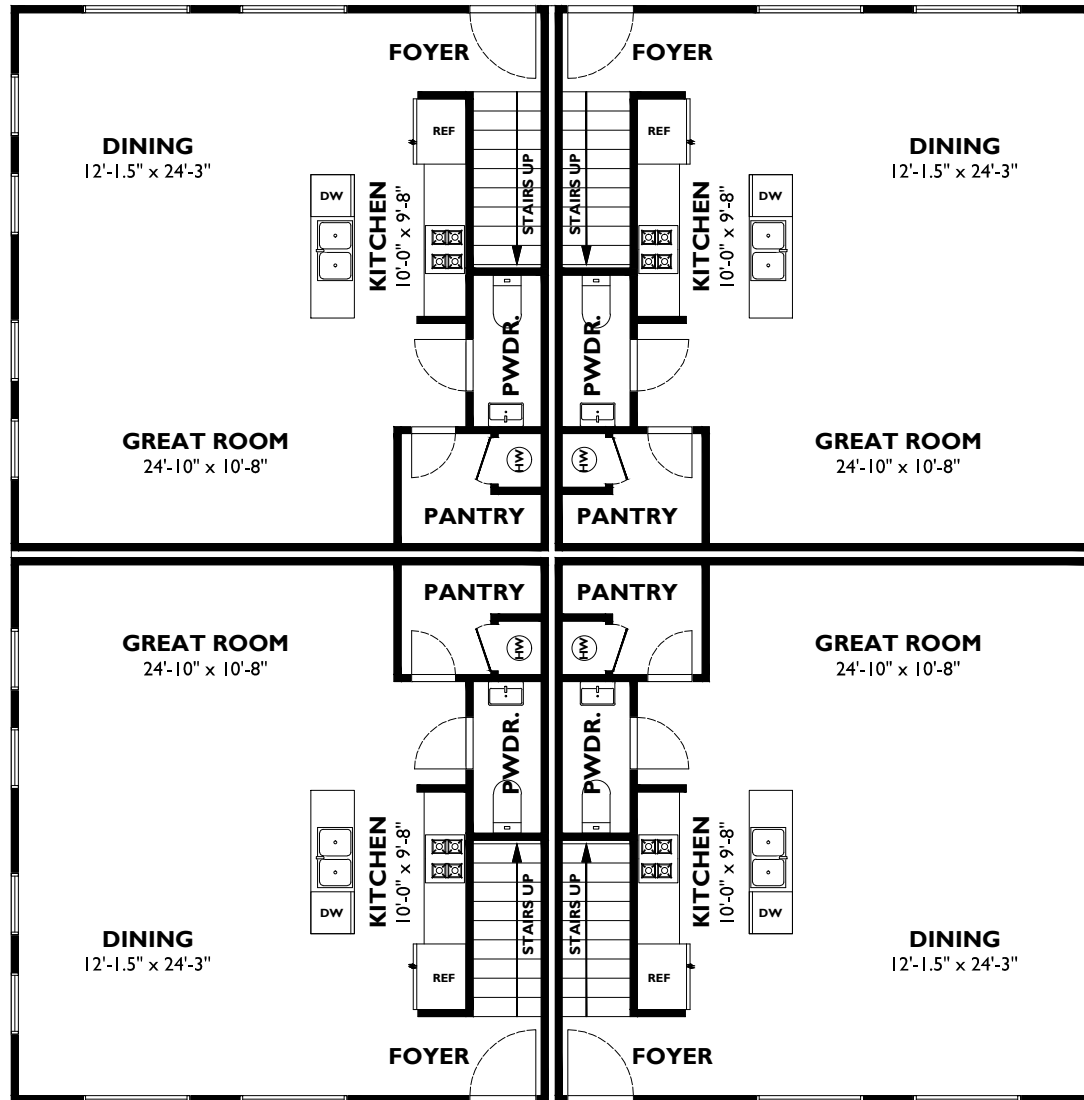 FOYER
FOYER
REF
REF
DINING
12'-1.5" x 24'-3"
DINING
12'-1.5" x 24'-3"
STAIRS UP
STAIRS UP
DW
DW
KITCHEN
10'-0" x 9'-8"
KITCHEN
10'-0" x 9'-8"
PWDR.
PWDR.
GREAT ROOM
24'-10" x 10'-8"
GREAT ROOM
24'-10" x 10'-8"
HW
HW
PANTRY
PANTRY
PANTRY
PANTRY
GREAT ROOM
24'-10" x 10'-8"
GREAT ROOM
24'-10" x 10'-8"
HW
HW
PWDR.
PWDR.
KITCHEN
10'-0" x 9'-8"
KITCHEN
10'-0" x 9'-8"
DW
DW
STAIRS UP
STAIRS UP
DINING
12'-1.5" x 24'-3"
DINING
12'-1.5" x 24'-3"
REF
REF
FOYER
FOYER